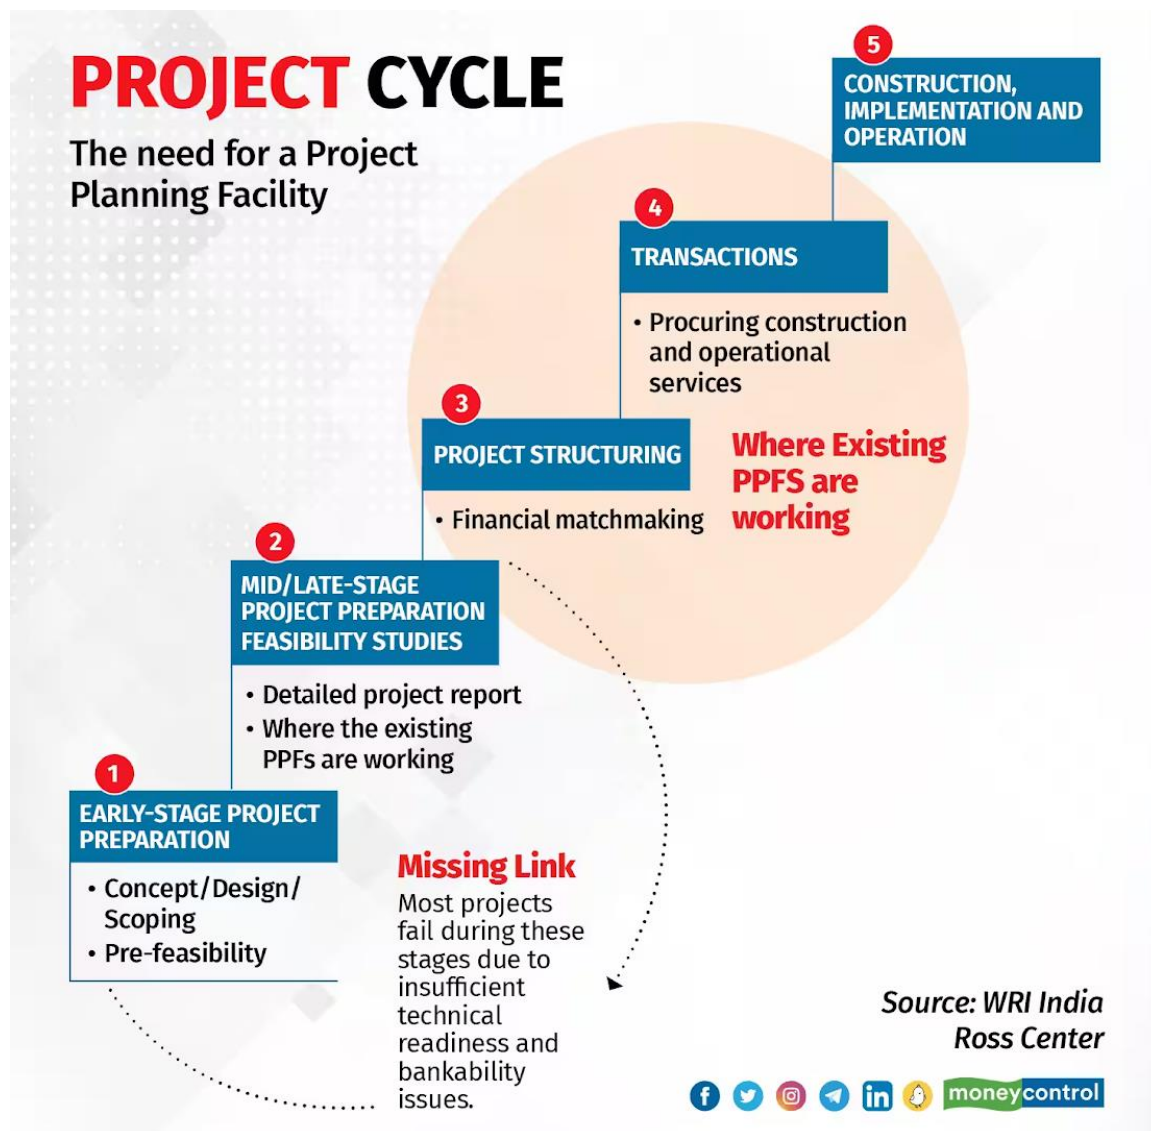 PROJECT CYCLE
The need for a Project
Planning Facility
5
CONSTRUCTION,
IMPLEMENTATION AND
OPERATION
4
TRANSACTIONS
• Procuring construction
and operational
services
3
PROJECT STRUCTURING
• Financial matchmaking
Where Existing
PPFS are
working
2
MID/LATE-STAGE
PROJECT PREPARATION
FEASIBILITY STUDIES
• Detailed project report
• Where the existing
PPFs are working
1
EARLY-STAGE PROJECT
PREPARATION
• Concept/Design/
Scoping
• Pre-feasibility
Missing Link
Most projects
fail during these
stages due to
insufficient
technical
readiness and
bankability
issues.
Source: WRI India
Ross Center
moneycontrol